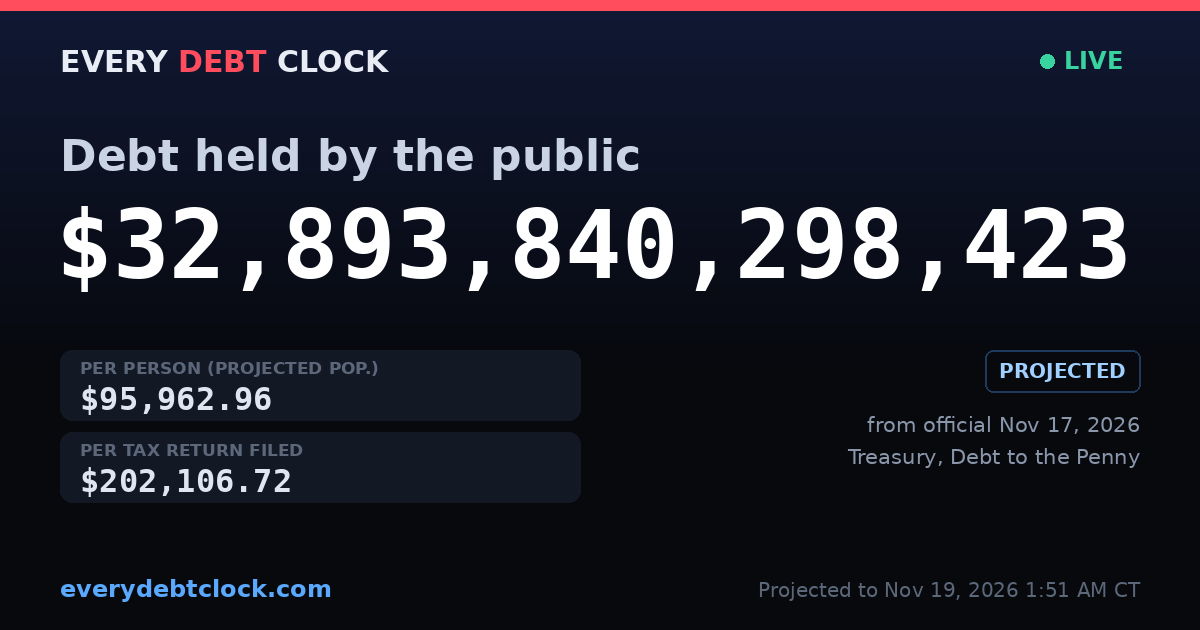 EVERY DEBT CLOCK
LIVE
Debt held by the public
$32,893,840,298,423
PER PERSON (PROJECTED POP.)
$95,962.96
PER TAX RETURN FILED
$202,106.72
PROJECTED
from official Nov 17, 2026
Treasury, Debt to the Penny
everydebtclock.com
Projected to Nov 19, 2026 1:51 AM CT